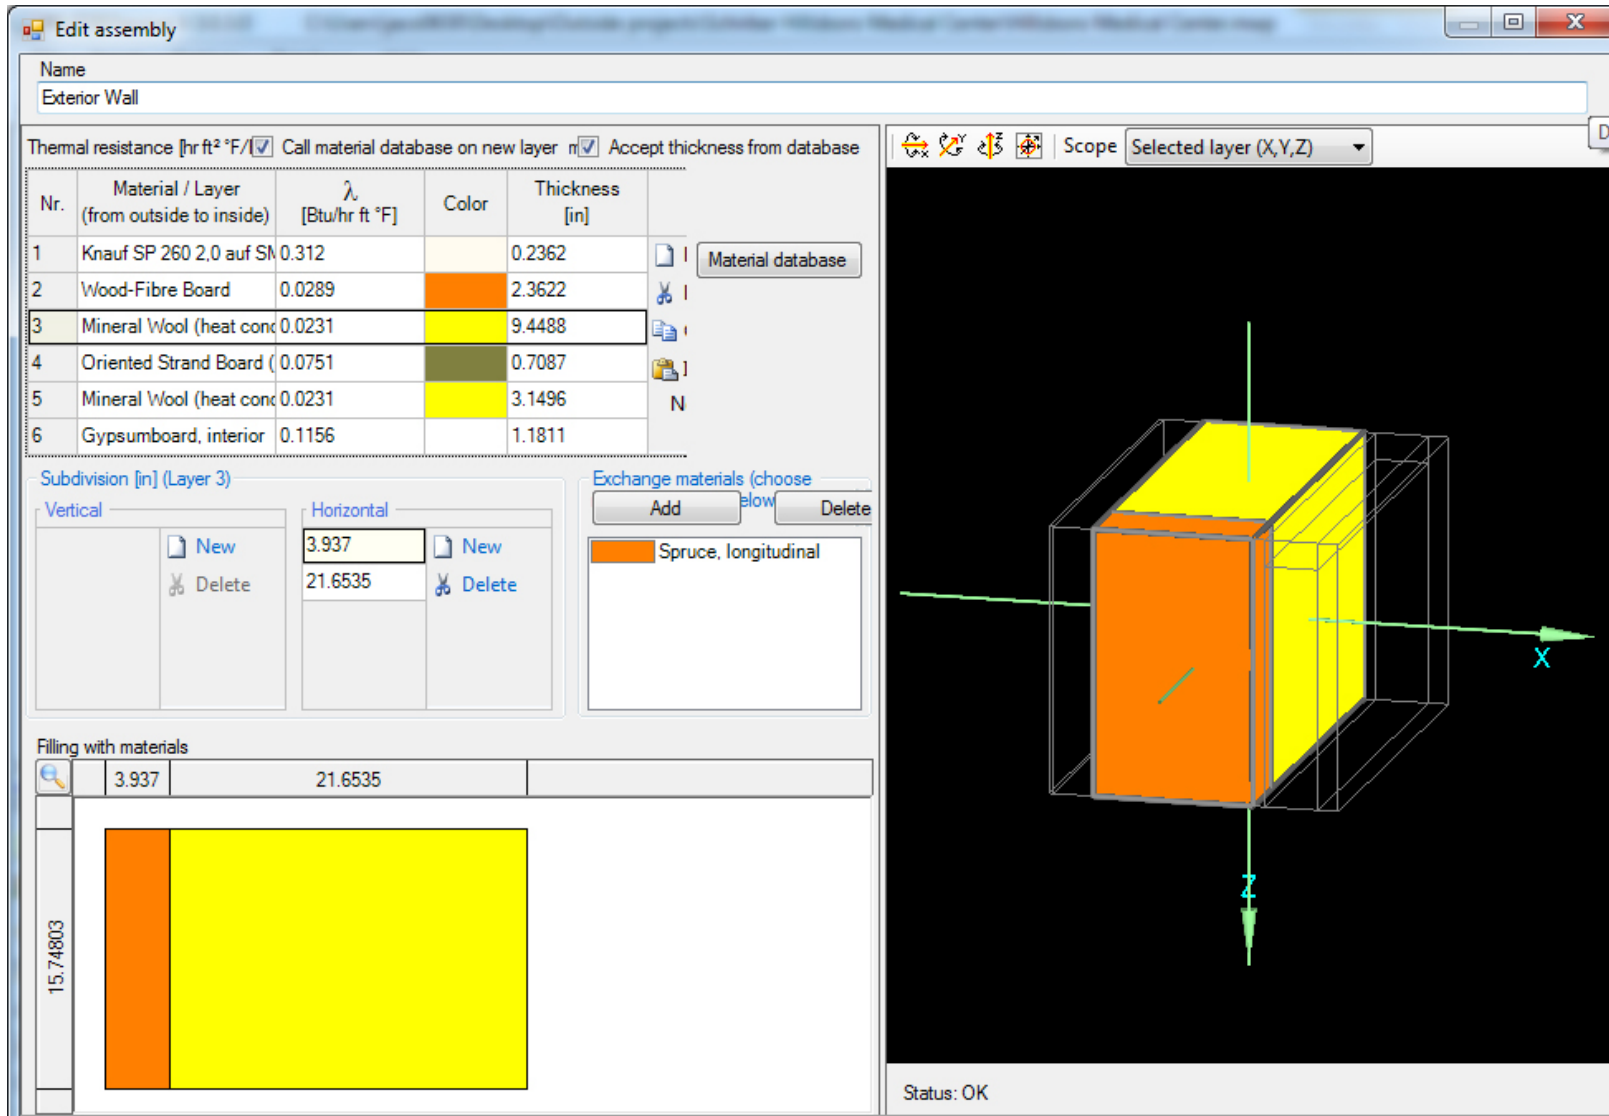 Edit assembly
Name
Exterior Wall
Thermal resistance [hr ft² °F/ Call material database on new layer Accept thickness from database
Nr. Material / Layer (from outside to inside) λ [Btu/hr ft °F] Color Thickness [in]
1 Knauf SP 260 2,0 auf SM 0.312 0.2362
2 Wood-Fibre Board 0.0289 2.3622
3 Mineral Wool (heat cond 0.0231 9.4488
4 Oriented Strand Board ( 0.0751 0.7087
5 Mineral Wool (heat cond 0.0231 3.1496
6 Gypsumboard, interior 0.1156 1.1811
Material database
N
Subdivision [in] (Layer 3)
Vertical
New
Delete
Horizontal
3.937 New
21.6535 Delete
Exchange materials (choose
elow
Add Delete
Spruce, longitudinal
Filling with materials
3.937 21.6535
15.74803
Scope Selected layer (X,Y,Z)
D
X
Z
Status: OK